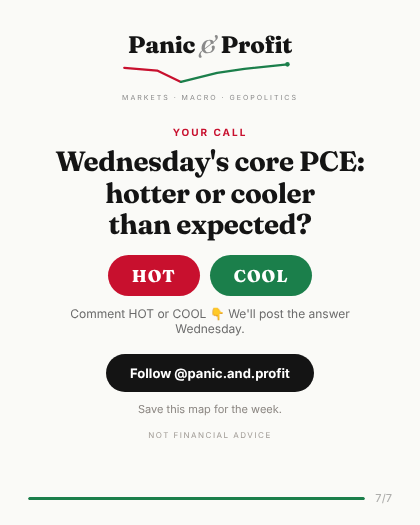 Panic & Profit
MARKETS · MACRO · GEOPOLITICS
YOUR CALL
Wednesday's core PCE:
hotter or cooler
than expected?
HOT
COOL
Comment HOT or COOL 👇 We'll post the answer
Wednesday.
Follow @panic.and.profit
Save this map for the week.
NOT FINANCIAL ADVICE
7/7